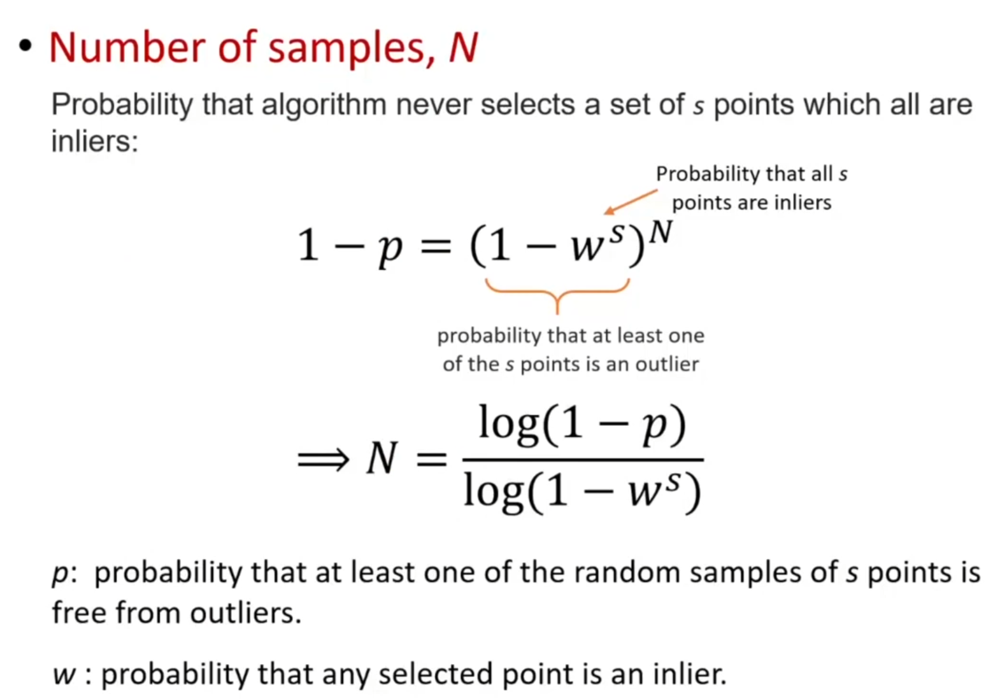 • Number of samples, N
Probability that algorithm never selects a set of s points which all are
inliers:
Probability that all s
points are inliers
1 − p = (1 − wˢ)ᴺ
probability that at least one
of the s points is an outlier
⟹ N = log(1 − p) / log(1 − wˢ)
p: probability that at least one of the random samples of s points is
free from outliers.
w : probability that any selected point is an inlier.